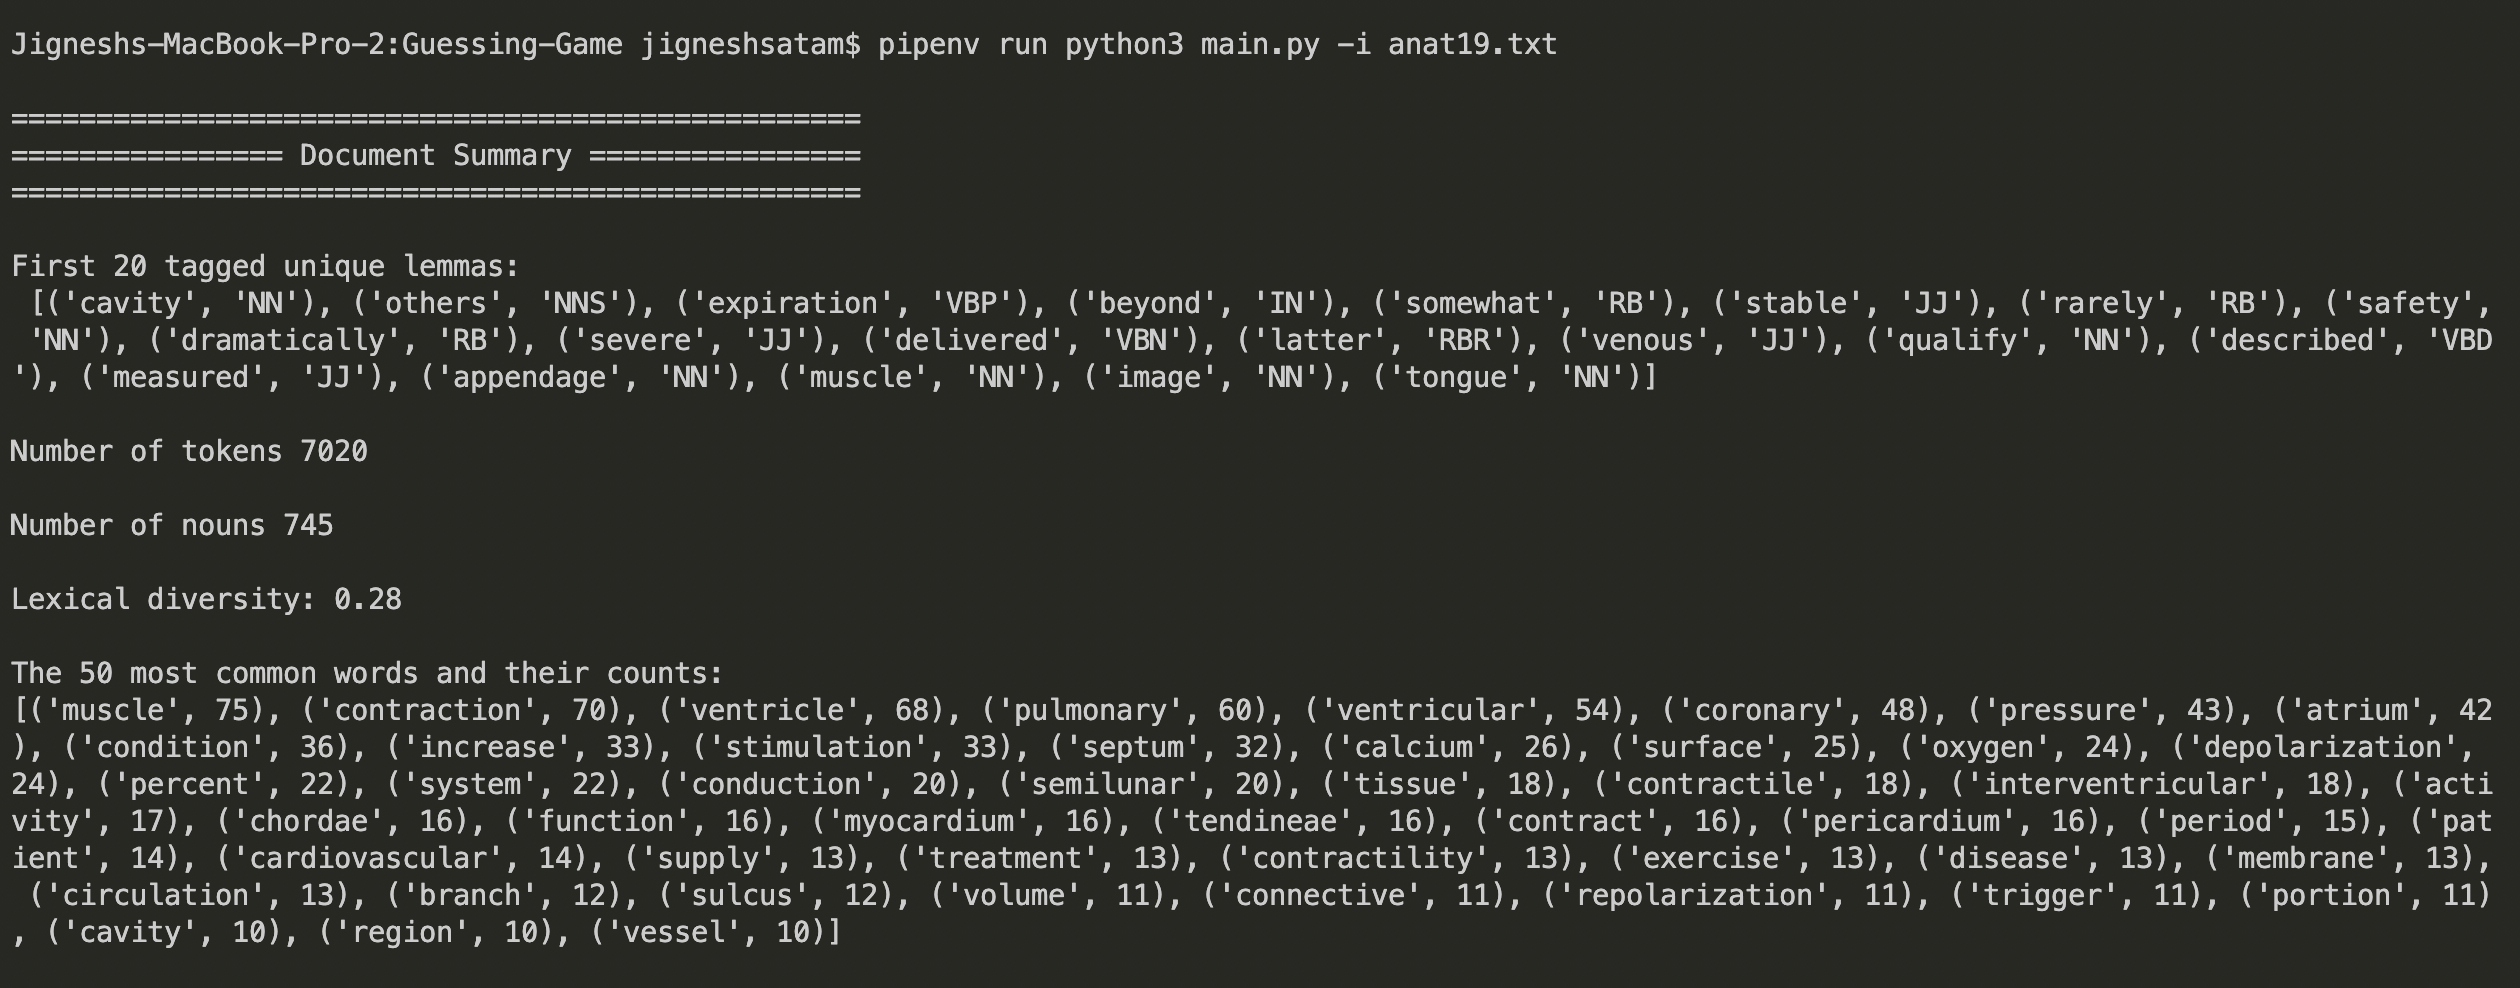 Jigneshs-MacBook-Pro-2:Guessing-Game jigneshsatam$ pipenv run python3 main.py -i anat19.txt
==================================================
================ Document Summary ================
==================================================
First 20 tagged unique lemmas:
[('cavity', 'NN'), ('others', 'NNS'), ('expiration', 'VBP'), ('beyond', 'IN'), ('somewhat', 'RB'), ('stable', 'JJ'), ('rarely', 'RB'), ('safety',
'NN'), ('dramatically', 'RB'), ('severe', 'JJ'), ('delivered', 'VBN'), ('latter', 'RBR'), ('venous', 'JJ'), ('qualify', 'NN'), ('described', 'VBD
'), ('measured', 'JJ'), ('appendage', 'NN'), ('muscle', 'NN'), ('image', 'NN'), ('tongue', 'NN')]
Number of tokens 7020
Number of nouns 745
Lexical diversity: 0.28
The 50 most common words and their counts:
[('muscle', 75), ('contraction', 70), ('ventricle', 68), ('pulmonary', 60), ('ventricular', 54), ('coronary', 48), ('pressure', 43), ('atrium', 42
), ('condition', 36), ('increase', 33), ('stimulation', 33), ('septum', 32), ('calcium', 26), ('surface', 25), ('oxygen', 24), ('depolarization',
24), ('percent', 22), ('system', 22), ('conduction', 20), ('semilunar', 20), ('tissue', 18), ('contractile', 18), ('interventricular', 18), ('acti
vity', 17), ('chordae', 16), ('function', 16), ('myocardium', 16), ('tendineae', 16), ('contract', 16), ('pericardium', 16), ('period', 15), ('pat
ient', 14), ('cardiovascular', 14), ('supply', 13), ('treatment', 13), ('contractility', 13), ('exercise', 13), ('disease', 13), ('membrane', 13),
('circulation', 13), ('branch', 12), ('sulcus', 12), ('volume', 11), ('connective', 11), ('repolarization', 11), ('trigger', 11), ('portion', 11)
, ('cavity', 10), ('region', 10), ('vessel', 10)]